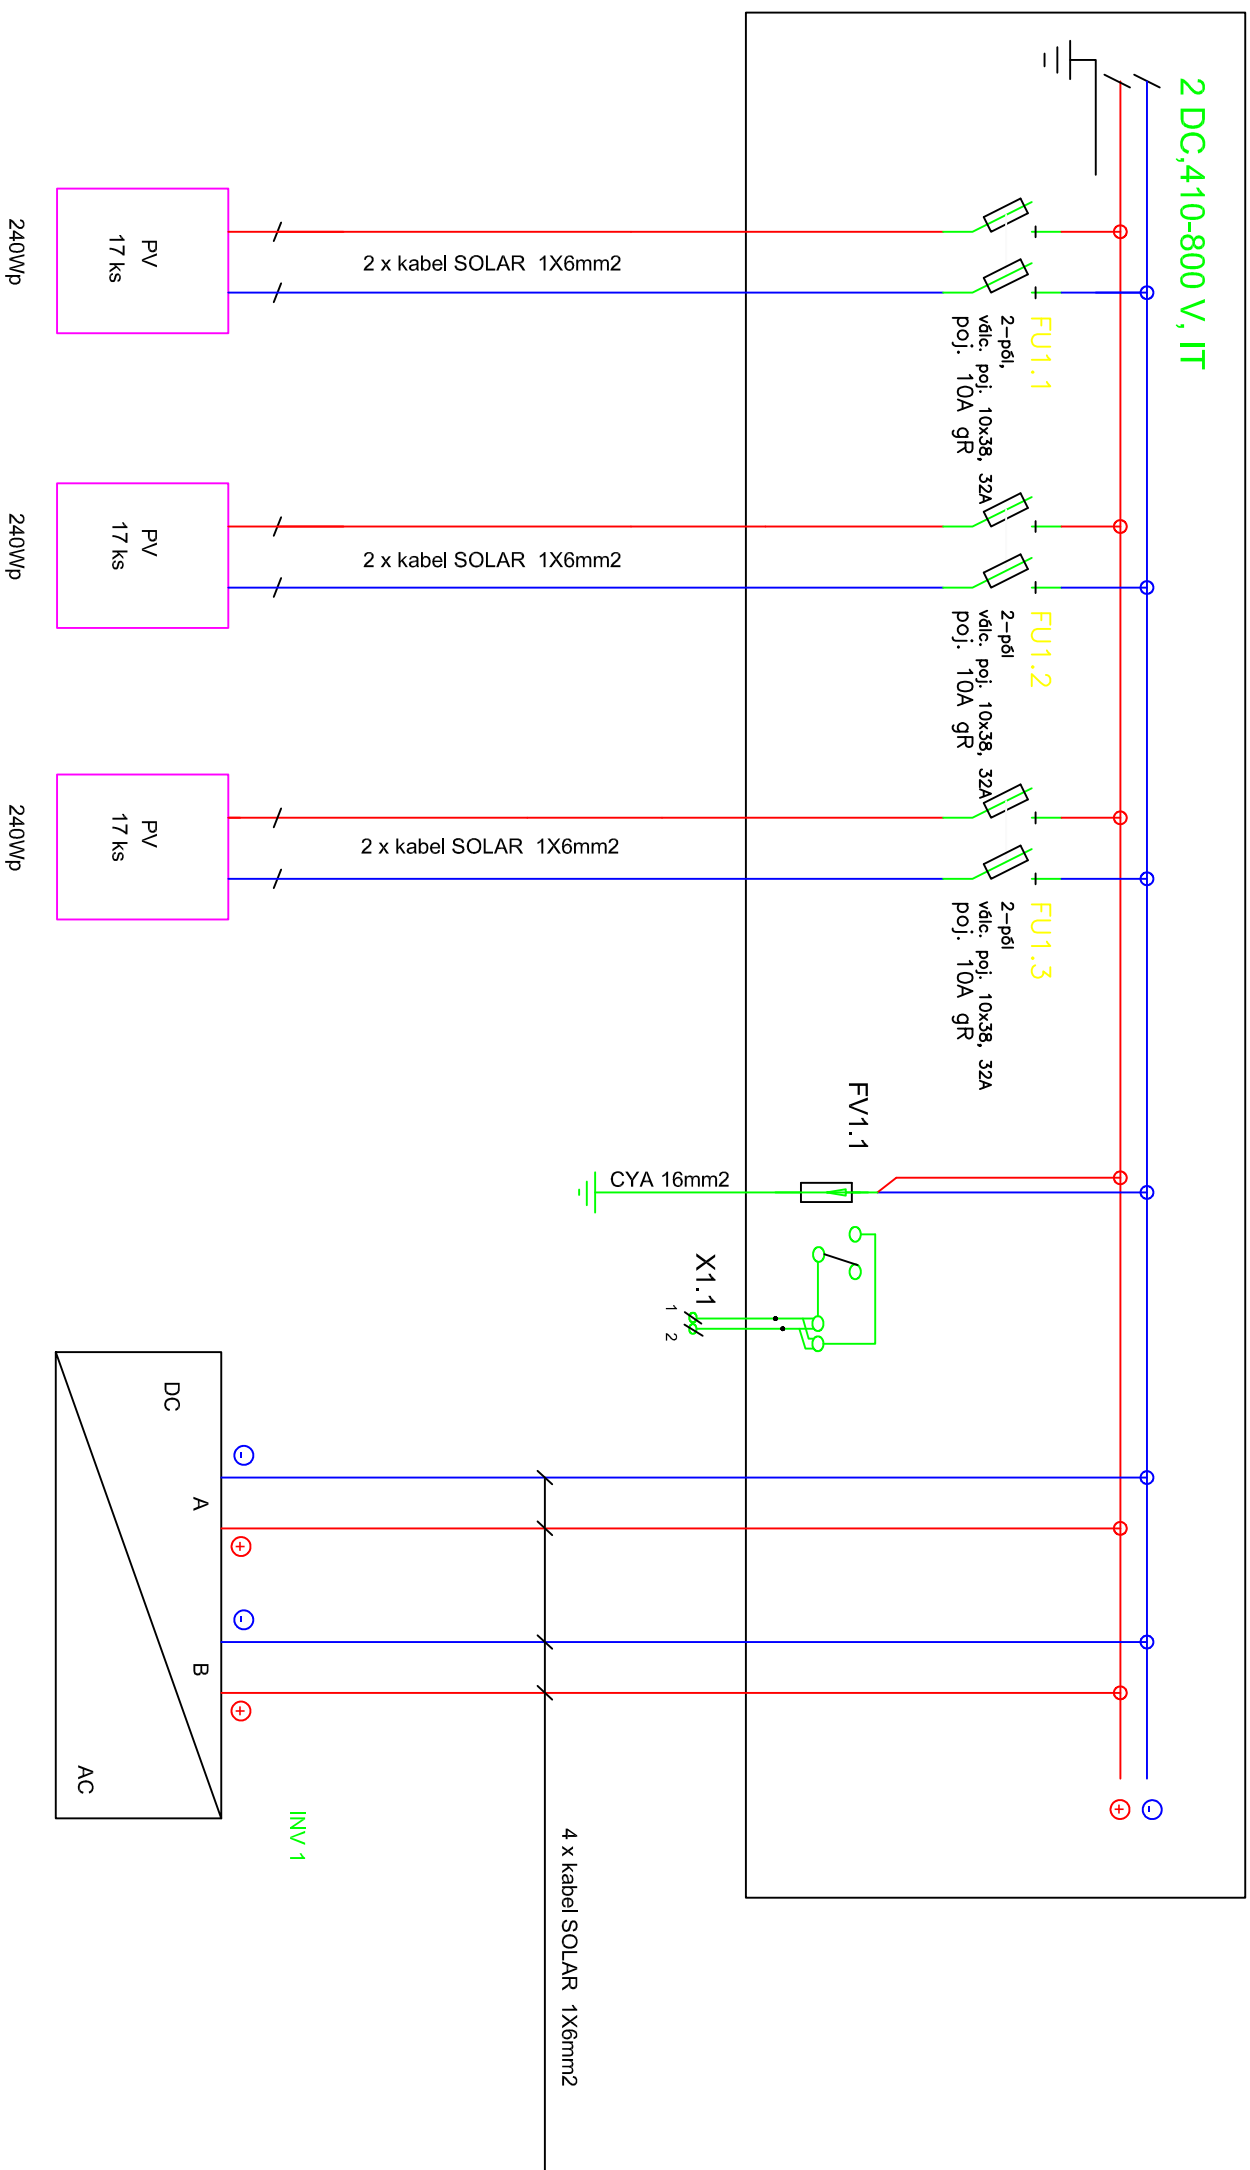 2 DC,410-800 V, IT
FU1.1
2-pól,
válc. poj. 10x38, 32A
poj. 10A gR
FU1.2
2-pól
válc. poj. 10x38, 32A
poj. 10A gR
FU1.3
2-pól
válc. poj. 10x38, 32A
poj. 10A gR
FV1.1
CYA 16mm2
X1.1
1
2
2 x kabel SOLAR 1X6mm2
2 x kabel SOLAR 1X6mm2
2 x kabel SOLAR 1X6mm2
4 x kabel SOLAR 1X6mm2
PV
17 ks
240Wp
PV
17 ks
240Wp
PV
17 ks
240Wp
DC
A
B
AC
INV 1
-
+
-
+
-
+